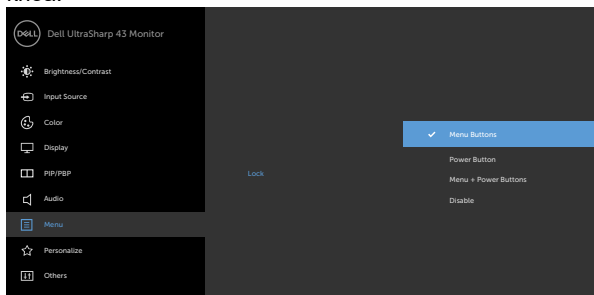 DELL
Dell UltraSharp 43 Monitor
Brightness/Contrast
Input Source
Color
Display
PIP/PBP
Audio
Menu
Personalize
Others
Lock
Menu Buttons
Power Button
Menu + Power Buttons
Disable